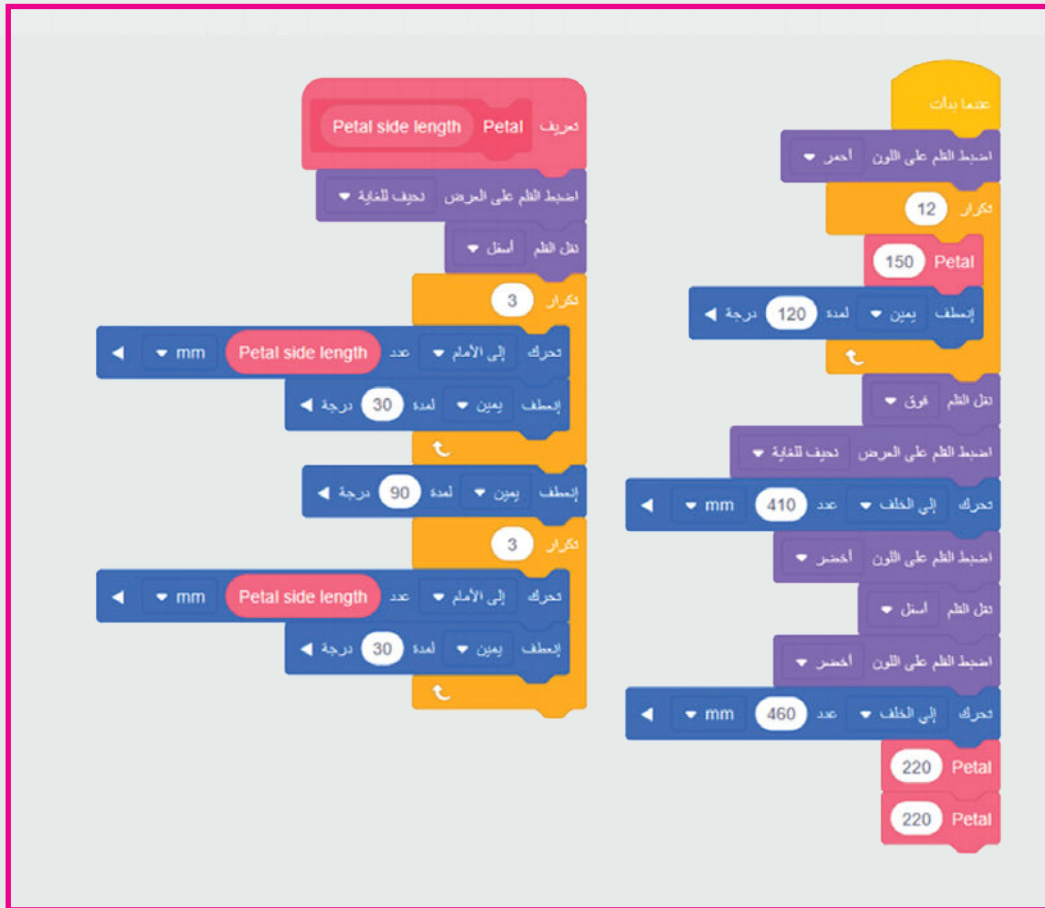 عندما بدأت
اضبط القلم على اللون أحمر
تكرار 12
Petal 150
إنعطف يمين لمدة 120 درجة
نقل القلم فوق
اضبط القلم على العرض نحيف للغاية
تحرك إلى الخلف عدد 410 mm
اضبط القلم على اللون أخضر
نقل القلم أسفل
اضبط القلم على اللون أخضر
تحرك إلى الخلف عدد 460 mm
Petal 220
Petal 220
تعريف Petal Petal side length
اضبط القلم على العرض نحيف للغاية
نقل القلم أسفل
تكرار 3
تحرك إلى الأمام عدد Petal side length mm
إنعطف يمين لمدة 30 درجة
إنعطف يمين لمدة 90 درجة
تكرار 3
تحرك إلى الأمام عدد Petal side length mm
إنعطف يمين لمدة 30 درجة